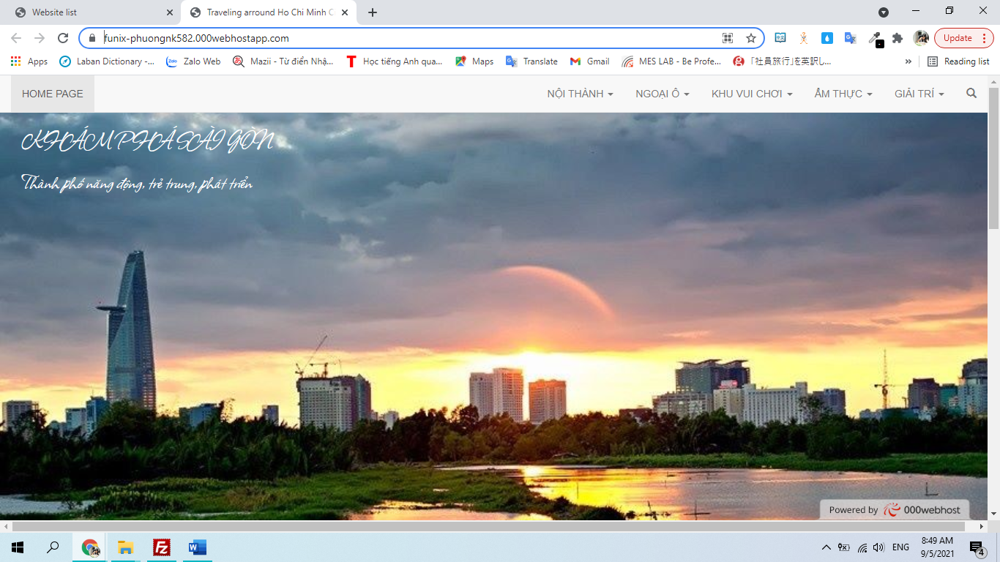 Website list
Traveling arround Ho Chi Minh C
funix-phuongnk582.000webhostapp.com
Update
Apps
Laban Dictionary -...
Zalo Web
Mazii - Từ điển Nhậ...
Học tiếng Anh qua...
Maps
Translate
Gmail
MES LAB - Be Profe...
「社員旅行」を英訳し...
Reading list
HOME PAGE
NỘI THÀNH
NGOẠI Ô
KHU VUI CHƠI
ẨM THỰC
GIẢI TRÍ
KHÁM PHÁ SÀI GÒN
Thành phố năng động, trẻ trung, phát triển
Powered by 000webhost
ENG
8:49 AM
9/5/2021
4